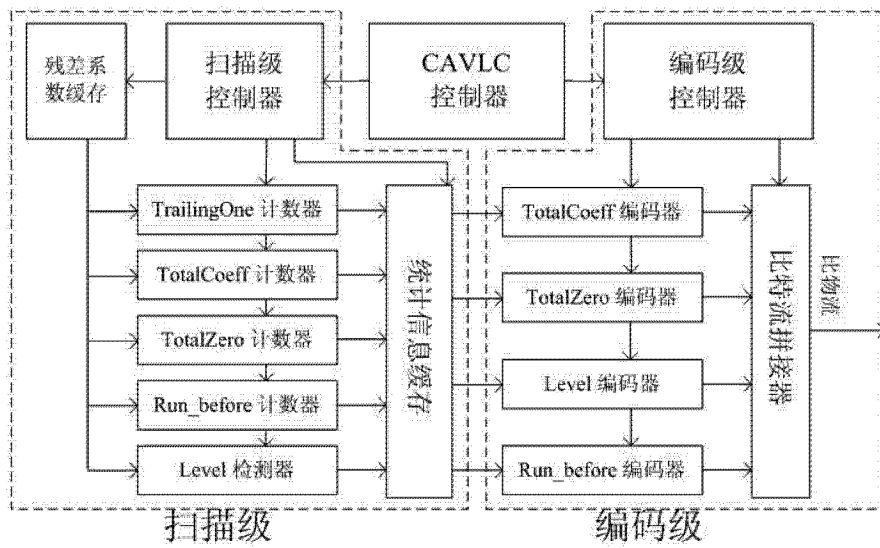 残差系
数缓存
扫描级
控制器
CAVLC
控制器
编码级
控制器
TrailingOne 计数器
TotalCoeff 计数器
TotalZero 计数器
Run_before 计数器
Level 检测器
统计信息缓存
TotalCoeff 编码器
TotalZero 编码器
Level 编码器
Run_before 编码器
比特流拼接器
比物流
扫描级
编码级